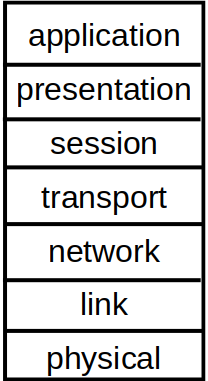 application
presentation
session
transport
network
link
physical